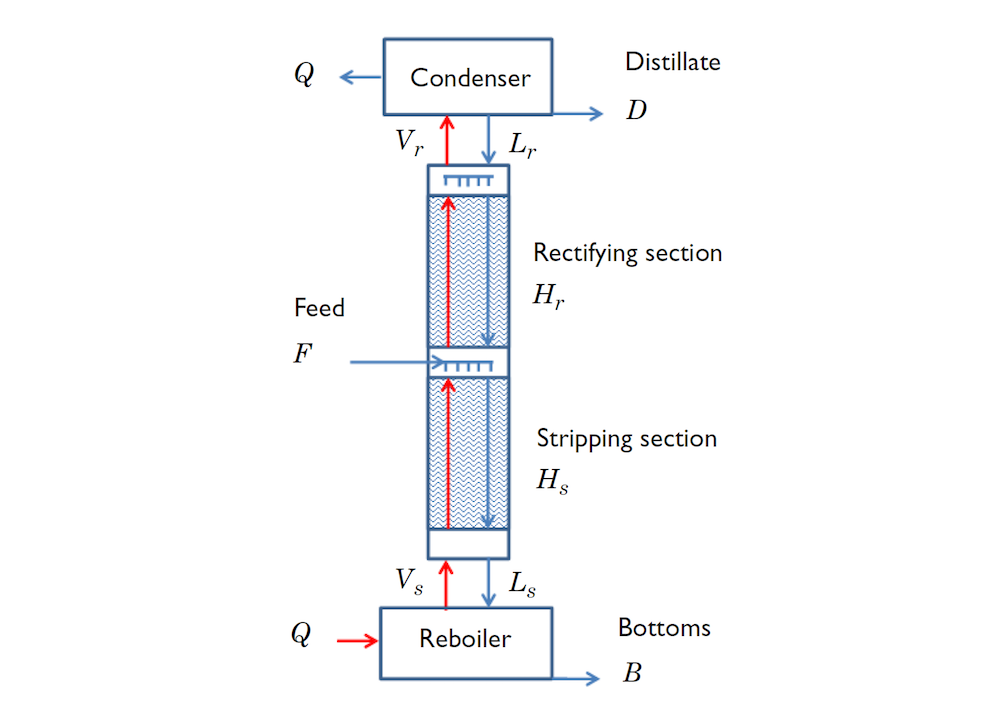 Condenser
Q
Distillate
D
V_r
L_r
Rectifying section
H_r
Feed
F
Stripping section
H_s
V_s
L_s
Q
Reboiler
Bottoms
B